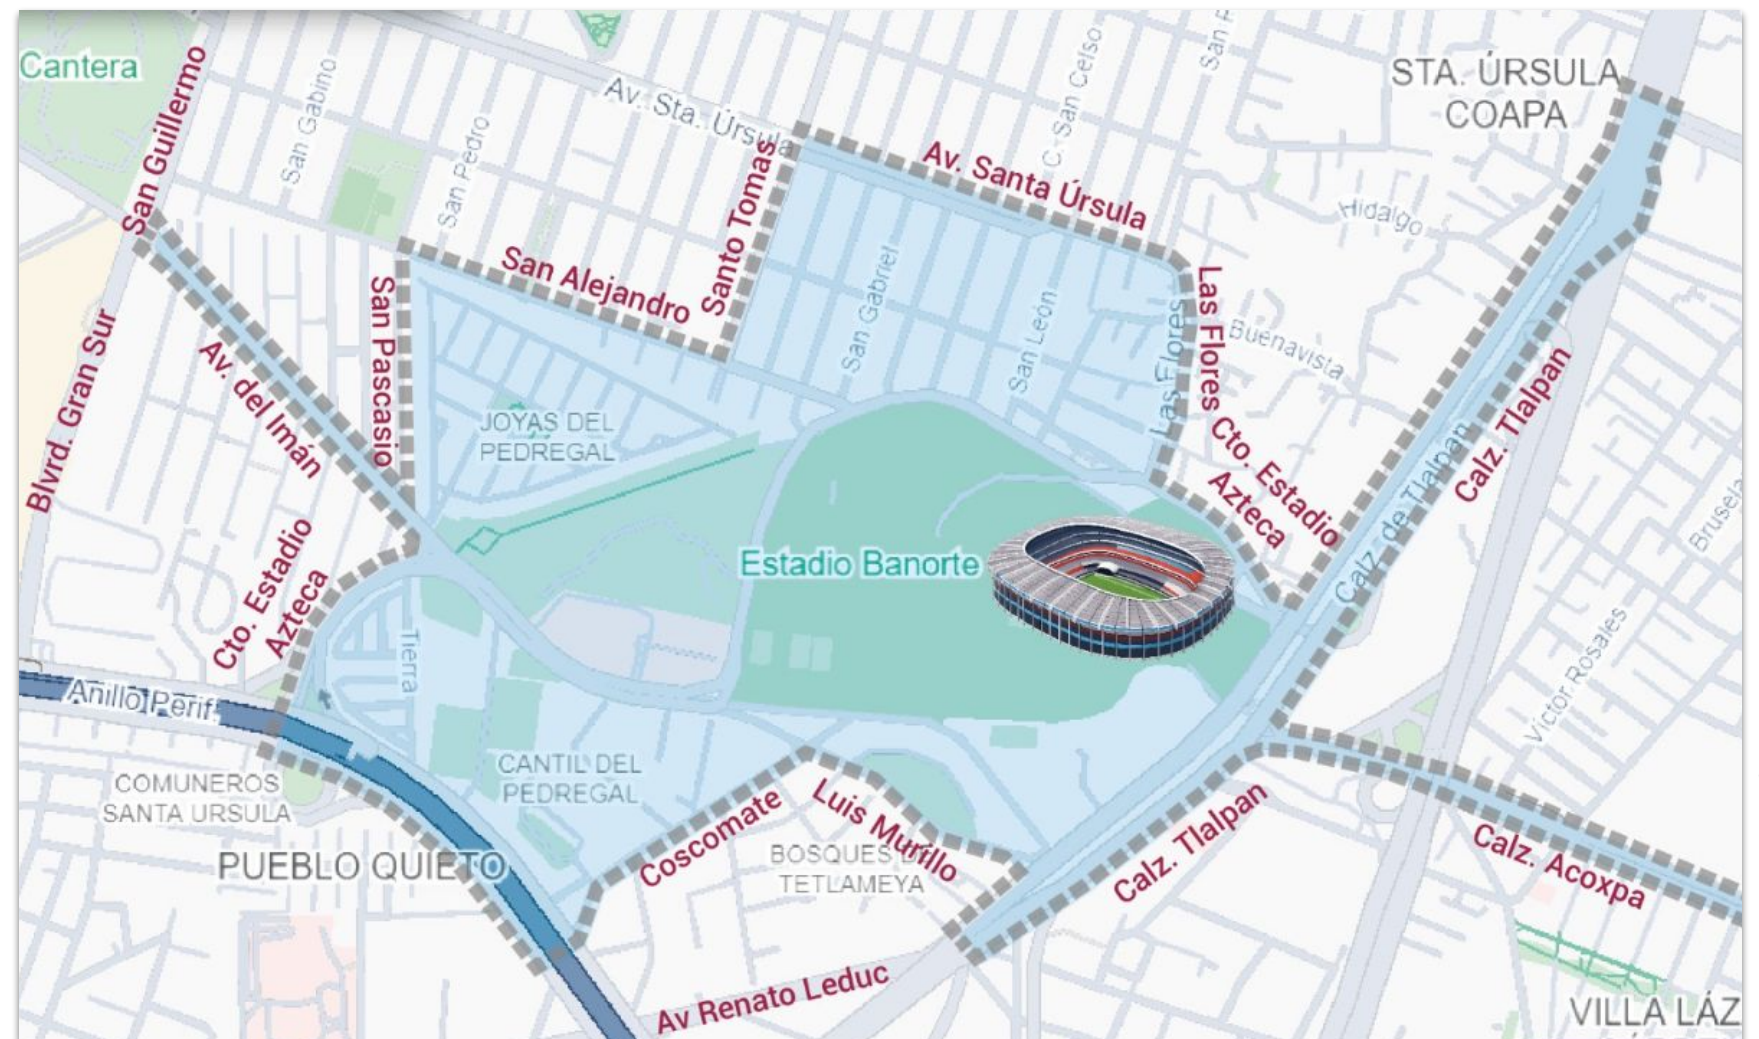 Cantera
San Guillermo
San Gabino
San Pedro
Av. Sta. Úrsula
C. San Celso
STA. ÚRSULA
COAPA
Av. Santa Úrsula
Santo Tomas
San Alejandro
San Pascasio
Hidalgo
Buenavista
Las Flores
Las Flores
San Gabriel
San León
Blvrd. Gran Sur
Av. del Imán
JOYAS DEL
PEDREGAL
Cto. Estadio
Azteca
Calz. Tlalpan
Calz. de Tlalpan
Estadio Banorte
Cto. Estadio
Azteca
Tierra
Anillo Perif.
Victor Rosales
COMUNEROS
SANTA URSULA
CANTIL DEL
PEDREGAL
PUEBLO QUIETO
Coscomate
Luis Murillo
BOSQUES
TETLAMEYA
Calz. Tlalpan
Calz. Acoxpa
Av Renato Leduc
VILLA LÁZ